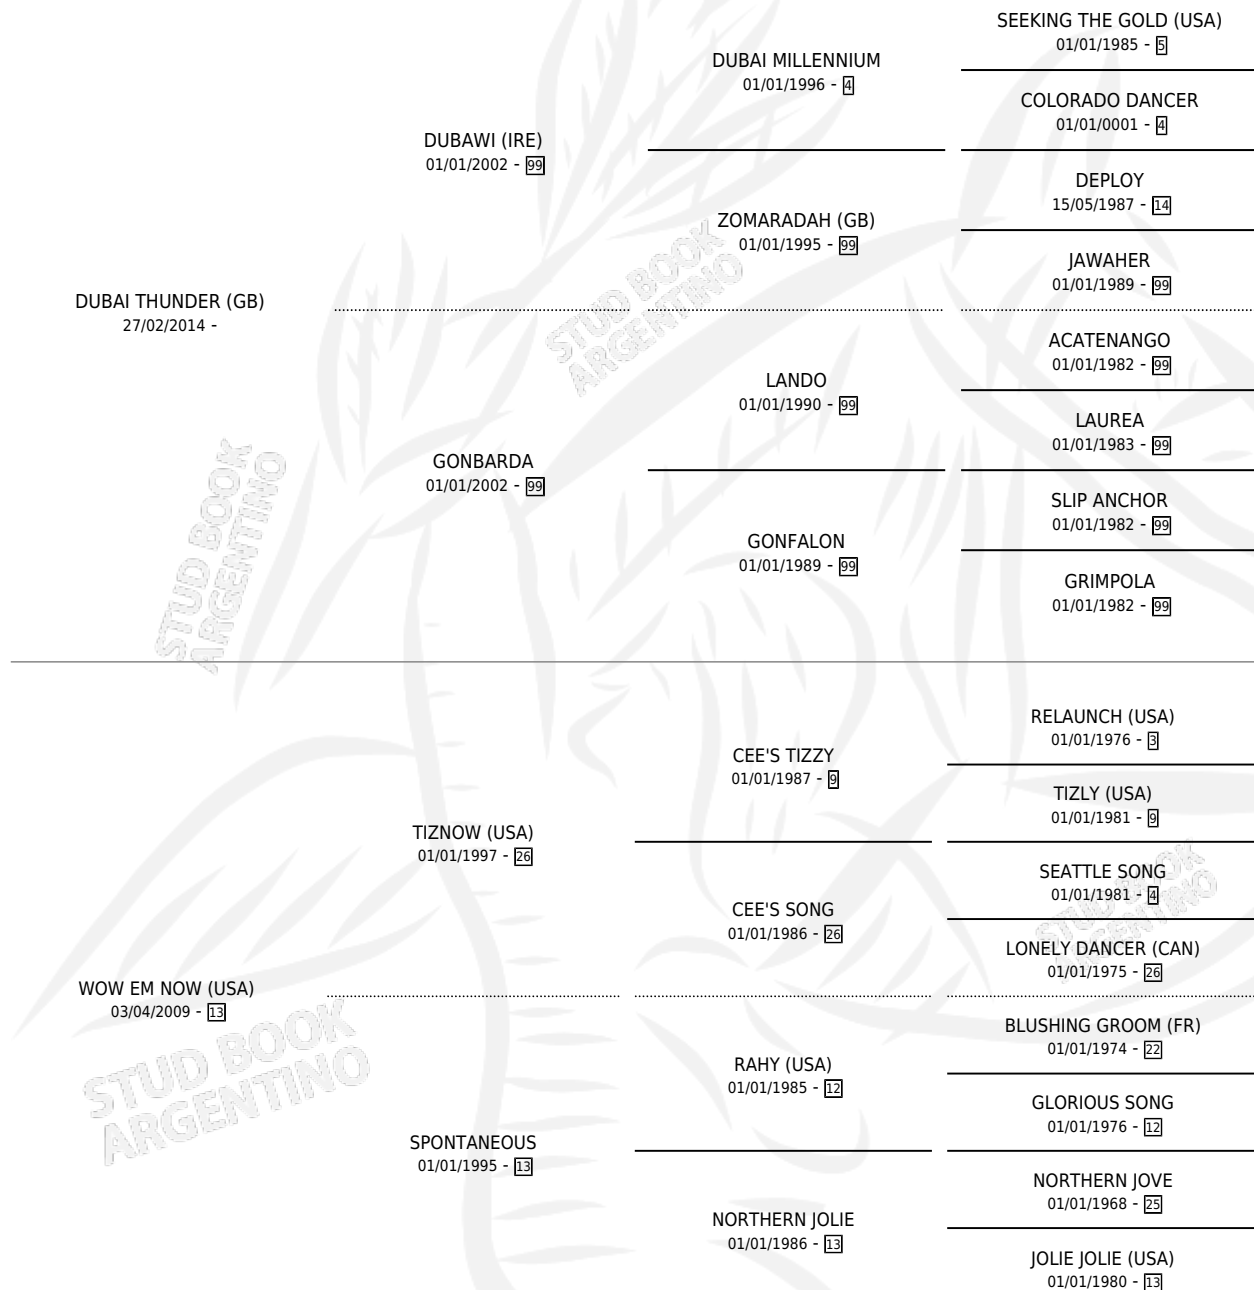 SEEKING THE GOLD (USA)
01/01/1985 - 5
DUBAI MILLENNIUM
01/01/1996 - 4
COLORADO DANCER
01/01/0001 - 4
DUBAWI (IRE)
01/01/2002 - 99
DEPLOY
15/05/1987 - 14
ZOMARADAH (GB)
01/01/1995 - 99
JAWAHER
01/01/1989 - 99
DUBAI THUNDER (GB)
27/02/2014 -
STUD BOOK
ARGENTINO
ACATENANGO
01/01/1982 - 99
LANDO
01/01/1990 - 99
LAUREA
01/01/1983 - 99
GONBARDA
01/01/2002 - 99
SLIP ANCHOR
01/01/1982 - 99
GONFALON
01/01/1989 - 99
GRIMPOLA
01/01/1982 - 99
STUD BOOK
ARGENTINO
RELAUNCH (USA)
01/01/1976 - 3
CEE'S TIZZY
01/01/1987 - 9
TIZLY (USA)
01/01/1981 - 9
TIZNOW (USA)
01/01/1997 - 26
SEATTLE SONG
01/01/1981 - 4
STUD BOOK
ARGENTINO
CEE'S SONG
01/01/1986 - 26
LONELY DANCER (CAN)
01/01/1975 - 26
WOW EM NOW (USA)
03/04/2009 - 13
STUD BOOK
ARGENTINO
BLUSHING GROOM (FR)
01/01/1974 - 22
RAHY (USA)
01/01/1985 - 12
GLORIOUS SONG
01/01/1976 - 12
SPONTANEOUS
01/01/1995 - 13
NORTHERN JOVE
01/01/1968 - 25
NORTHERN JOLIE
01/01/1986 - 13
JOLIE JOLIE (USA)
01/01/1980 - 13